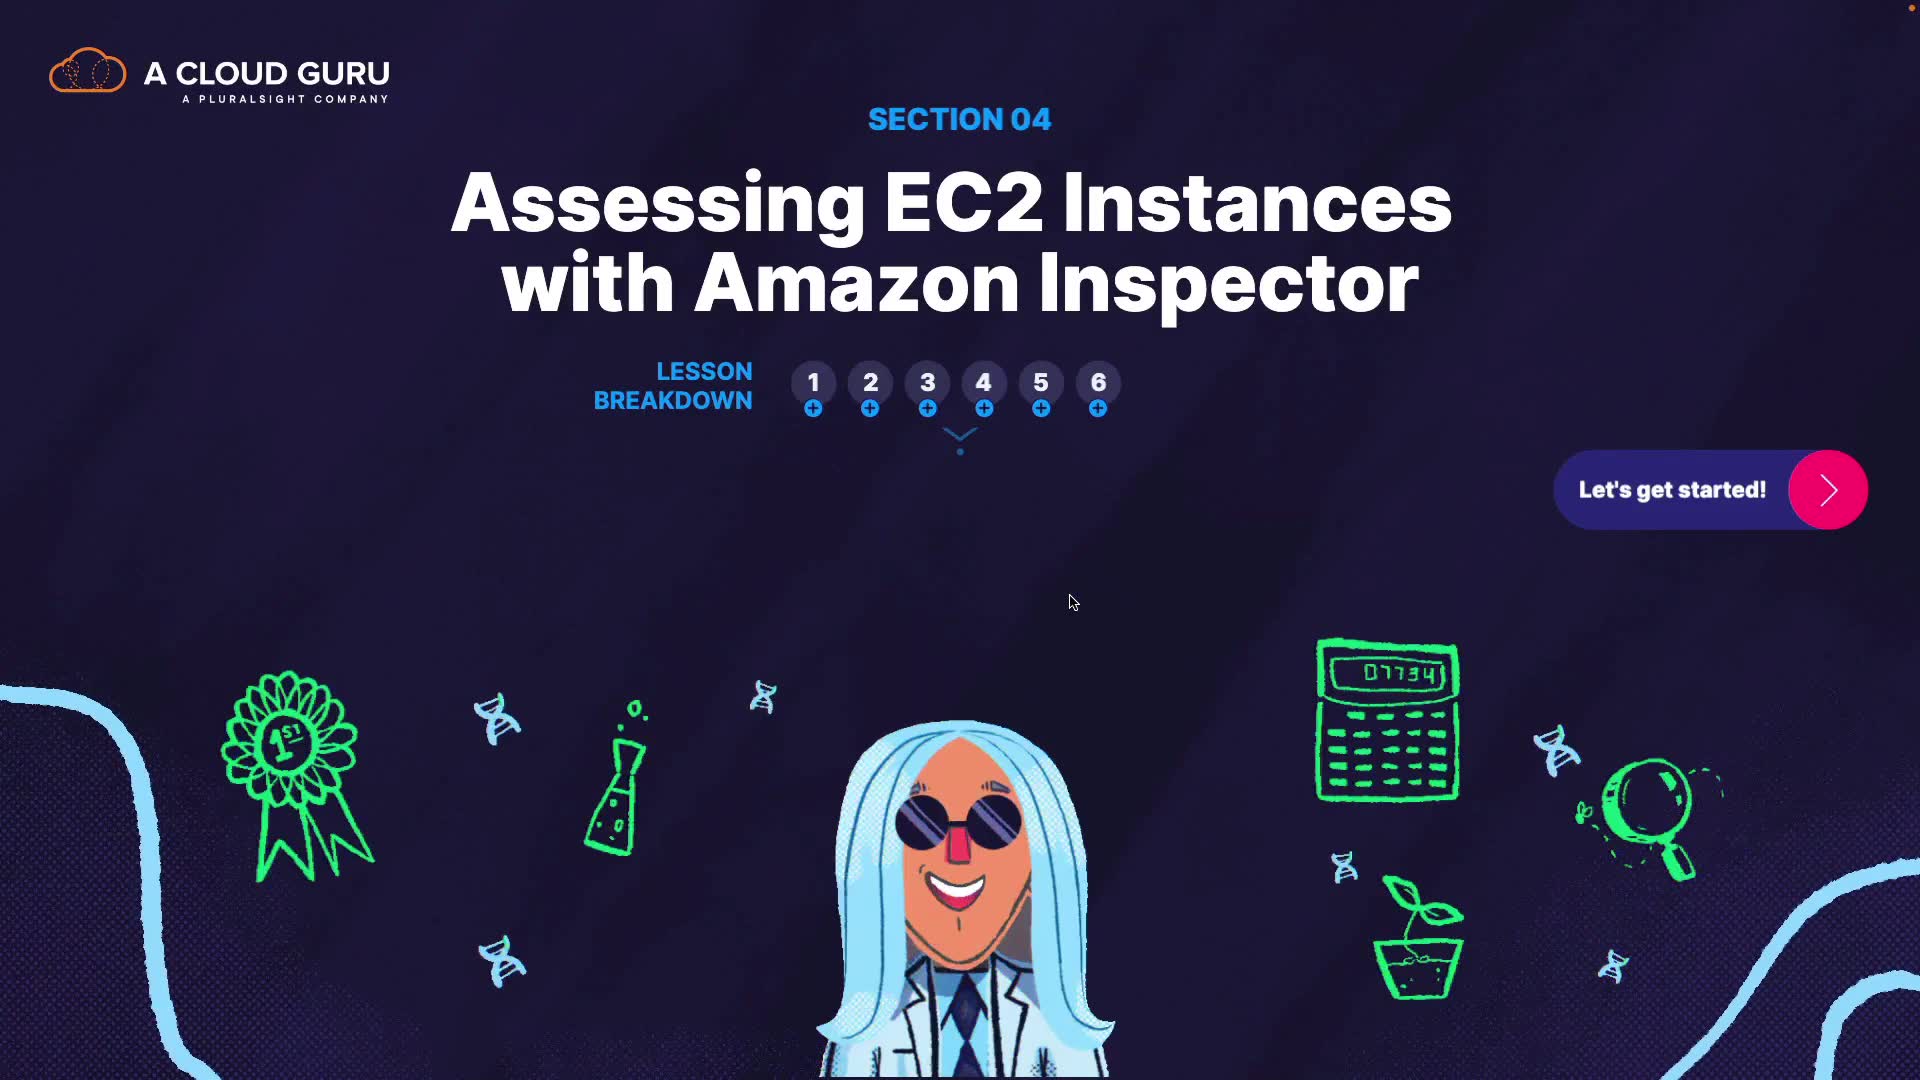 A CLOUD GURU
A PLURALSIGHT COMPANY
SECTION 04
Assessing EC2 Instances
with Amazon Inspector
LESSON
BREAKDOWN
1 2 3 4 5 6
Let's get started!
07734
1ST